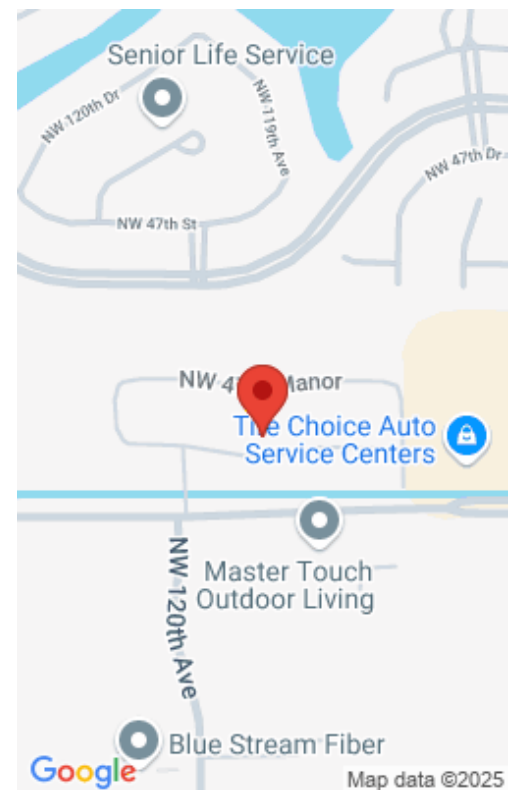 Senior Life Service
NW 120th Dr
NW 119th Ave
NW 47th Dr
NW 47th St
NW
Manor
The Choice Auto
Service Centers
Master Touch
Outdoor Living
NW 120th Ave
Blue Stream Fiber
Google
Map data ©2025